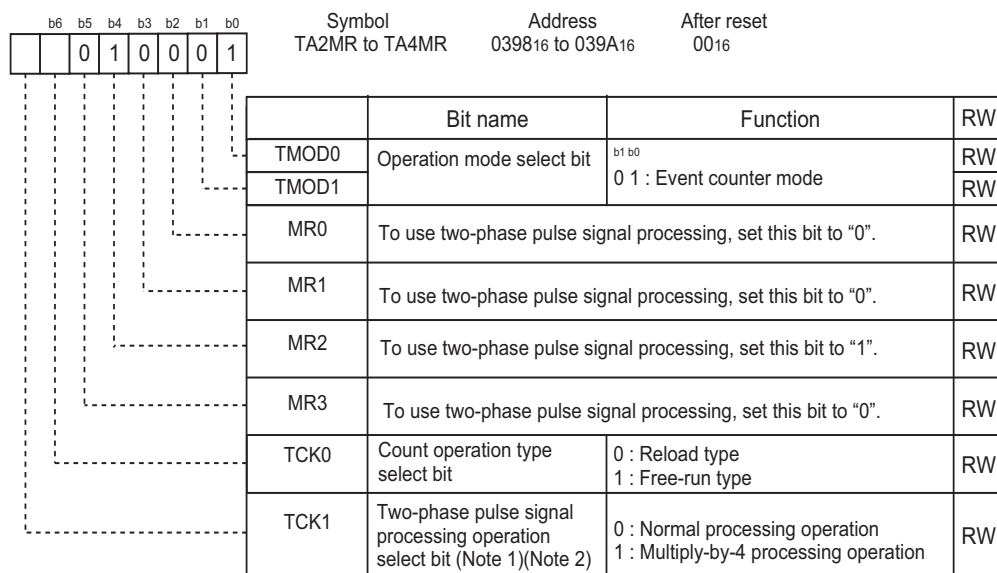 b6 b5 b4 b3 b2 b1 b0
0 1 0 0 0 1
Symbol Address After reset
TA2MR to TA4MR 039816 to 039A16 0016
Bit name Function RW
TMOD0 Operation mode select bit b1 b0 RW
TMOD1 0 1 : Event counter mode RW
MR0 To use two-phase pulse signal processing, set this bit to “0”. RW
MR1 To use two-phase pulse signal processing, set this bit to “0”. RW
MR2 To use two-phase pulse signal processing, set this bit to “1”. RW
MR3 To use two-phase pulse signal processing, set this bit to “0”. RW
TCK0 Count operation type 0 : Reload type RW
select bit 1 : Free-run type
TCK1 Two-phase pulse signal
processing operation 0 : Normal processing operation RW
select bit (Note 1)(Note 2) 1 : Multiply-by-4 processing operation